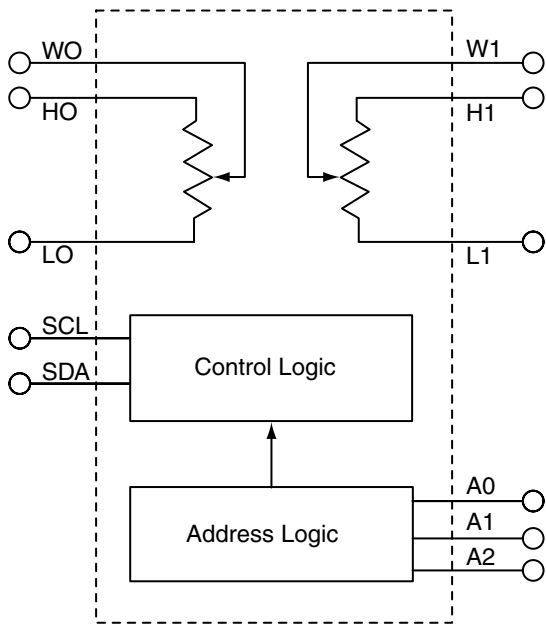 WO
HO
LO
W1
H1
L1
SCL
SDA
Control Logic
Address Logic
A0
A1
A2